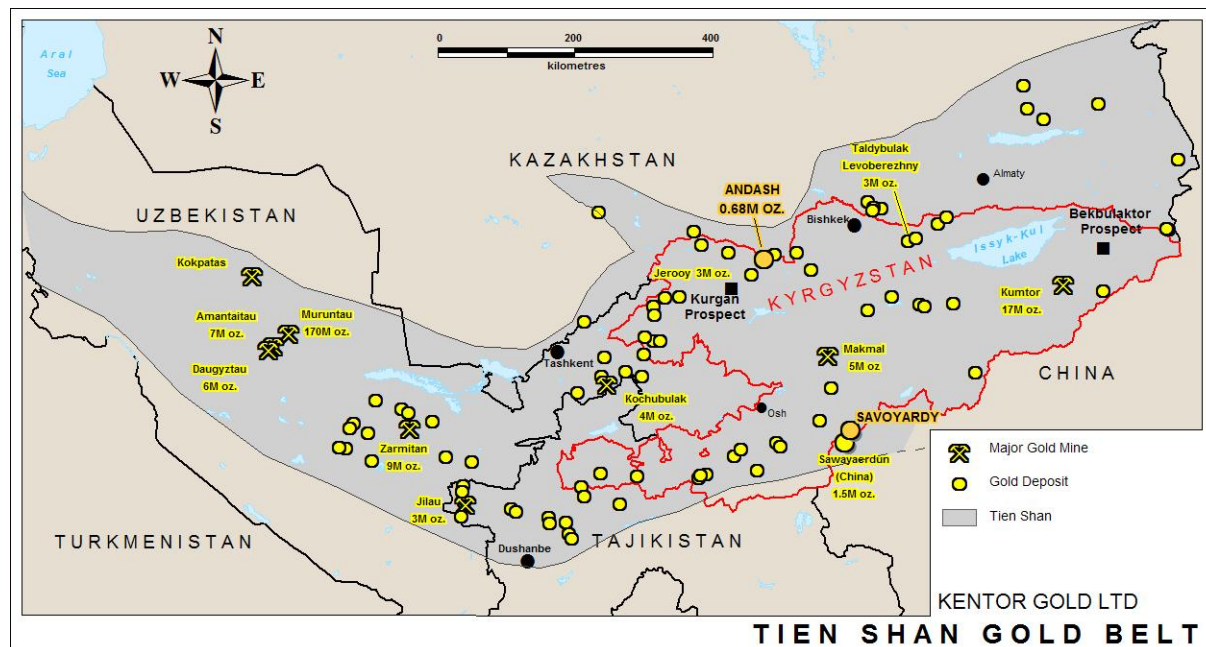 Aral
Sea
N
W E
S
0 200 400
kilometres
KAZAKHSTAN
UZBEKISTAN
Taldybulak
Levoberezhny
3M oz.
Almaty
ANDASH
0.68M OZ.
Bishkek
Bekbulaktor
Prospect
Issyk-Kul
Lake
Kokpatas
Jerooy 3M oz.
KYRGYZSTAN
Kurgan
Prospect
Kumtor
17M oz.
Amantaitau
7M oz.
Muruntau
170M oz.
Daugyztau
6M oz.
Tashkent
Makmal
5M oz
CHINA
Kochubulak
4M oz.
Osh
SAVOYARDY
Zarmitan
9M oz.
Sawayaerdun
(China)
1.5M oz.
Jilau
3M oz.
TURKMENISTAN
Dushanbe
TAJIKISTAN
Major Gold Mine
Gold Deposit
Tien Shan
KENTOR GOLD LTD
TIEN SHAN GOLD BELT